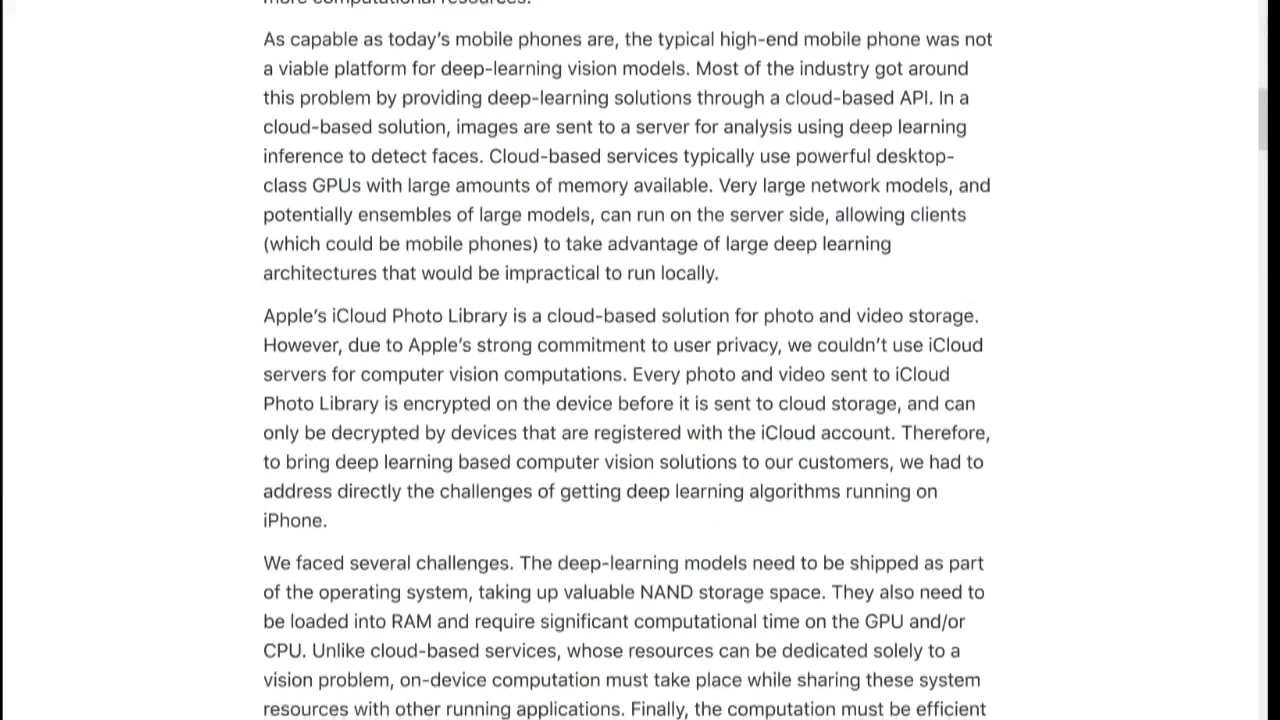 more computational resources.
As capable as today's mobile phones are, the typical high-end mobile phone was not
a viable platform for deep-learning vision models. Most of the industry got around
this problem by providing deep-learning solutions through a cloud-based API. In a
cloud-based solution, images are sent to a server for analysis using deep learning
inference to detect faces. Cloud-based services typically use powerful desktop-
class GPUs with large amounts of memory available. Very large network models, and
potentially ensembles of large models, can run on the server side, allowing clients
(which could be mobile phones) to take advantage of large deep learning
architectures that would be impractical to run locally.
Apple's iCloud Photo Library is a cloud-based solution for photo and video storage.
However, due to Apple's strong commitment to user privacy, we couldn't use iCloud
servers for computer vision computations. Every photo and video sent to iCloud
Photo Library is encrypted on the device before it is sent to cloud storage, and can
only be decrypted by devices that are registered with the iCloud account. Therefore,
to bring deep learning based computer vision solutions to our customers, we had to
address directly the challenges of getting deep learning algorithms running on
iPhone.
We faced several challenges. The deep-learning models need to be shipped as part
of the operating system, taking up valuable NAND storage space. They also need to
be loaded into RAM and require significant computational time on the GPU and/or
CPU. Unlike cloud-based services, whose resources can be dedicated solely to a
vision problem, on-device computation must take place while sharing these system
resources with other running applications. Finally, the computation must be efficient